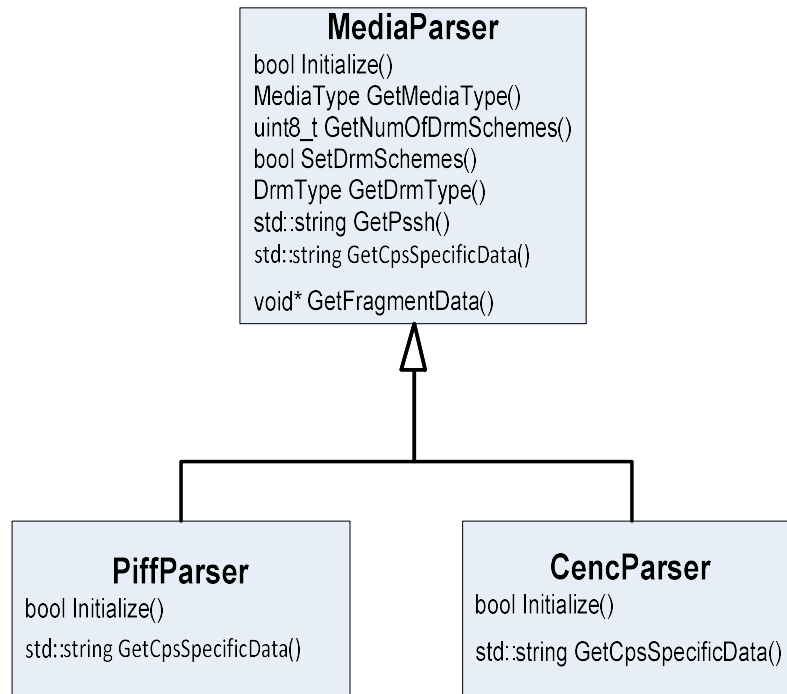 MediaParser
bool Initialize()
MediaType GetMediaType()
uint8_t GetNumOfDrmSchemes()
bool SetDrmSchemes()
DrmType GetDrmType()
std::string GetPssh()
std::string GetCpsSpecificData()
void* GetFragmentData()
PiffParser
bool Initialize()
std::string GetCpsSpecificData()
CencParser
bool Initialize()
std::string GetCpsSpecificData()